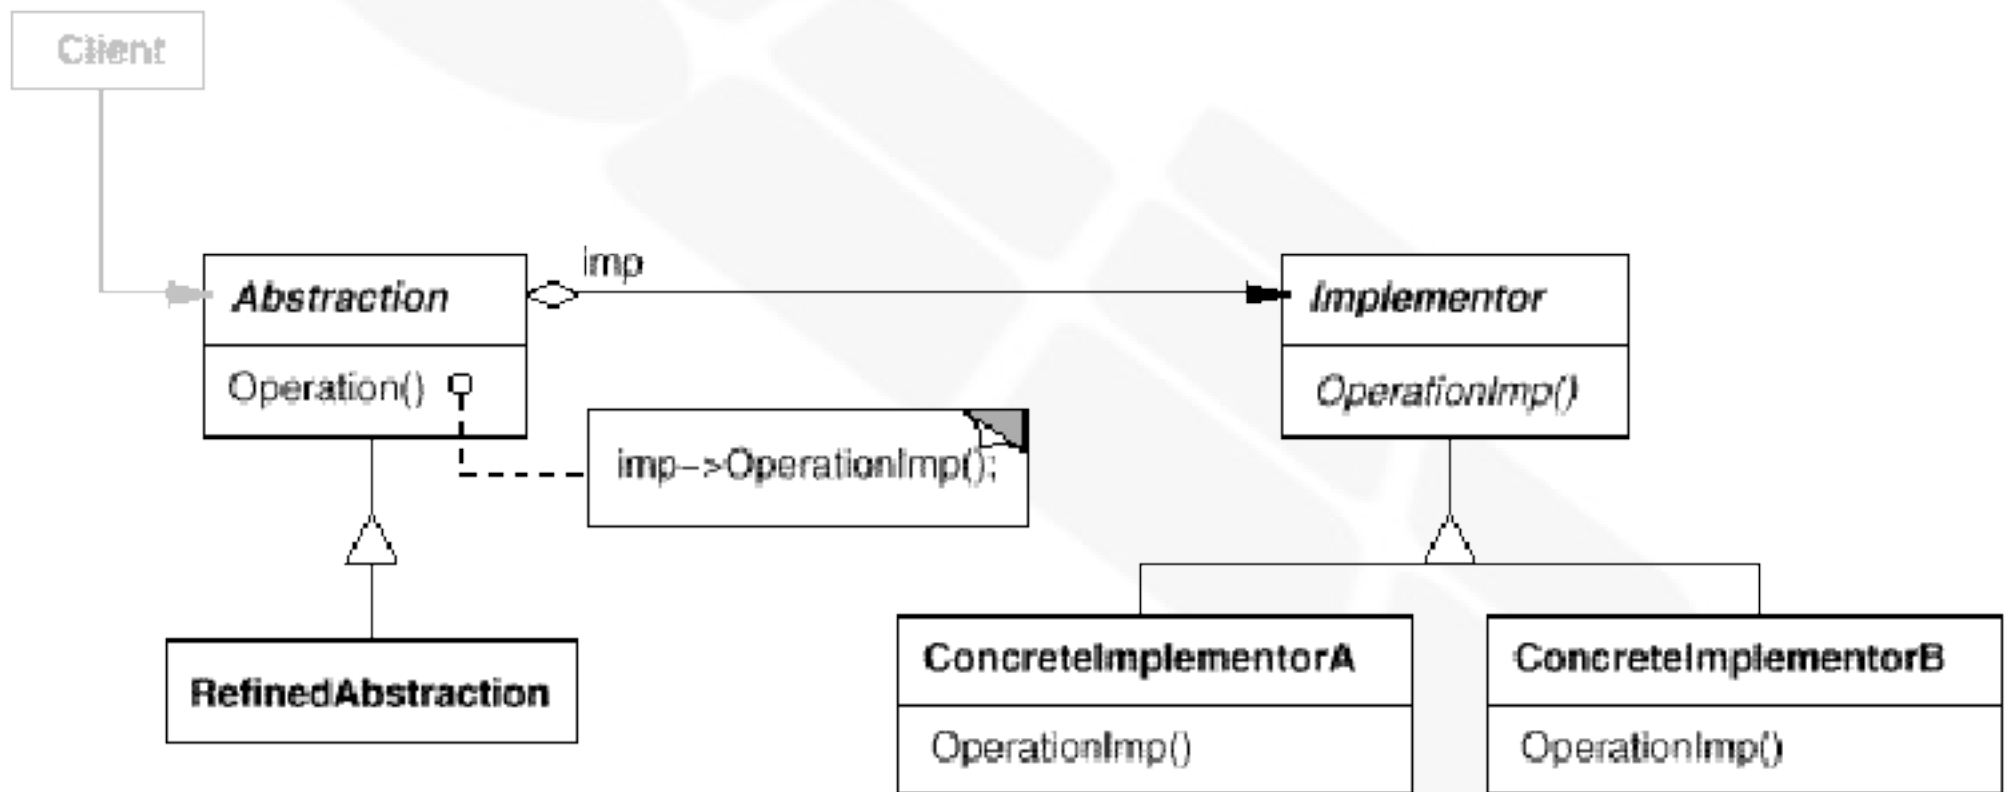 Client
imp
Abstraction
Implementor
Operation()
OperationImp()
imp->OperationImp();
RefinedAbstraction
ConcreteImplementorA
ConcreteImplementorB
OperationImp()
OperationImp()